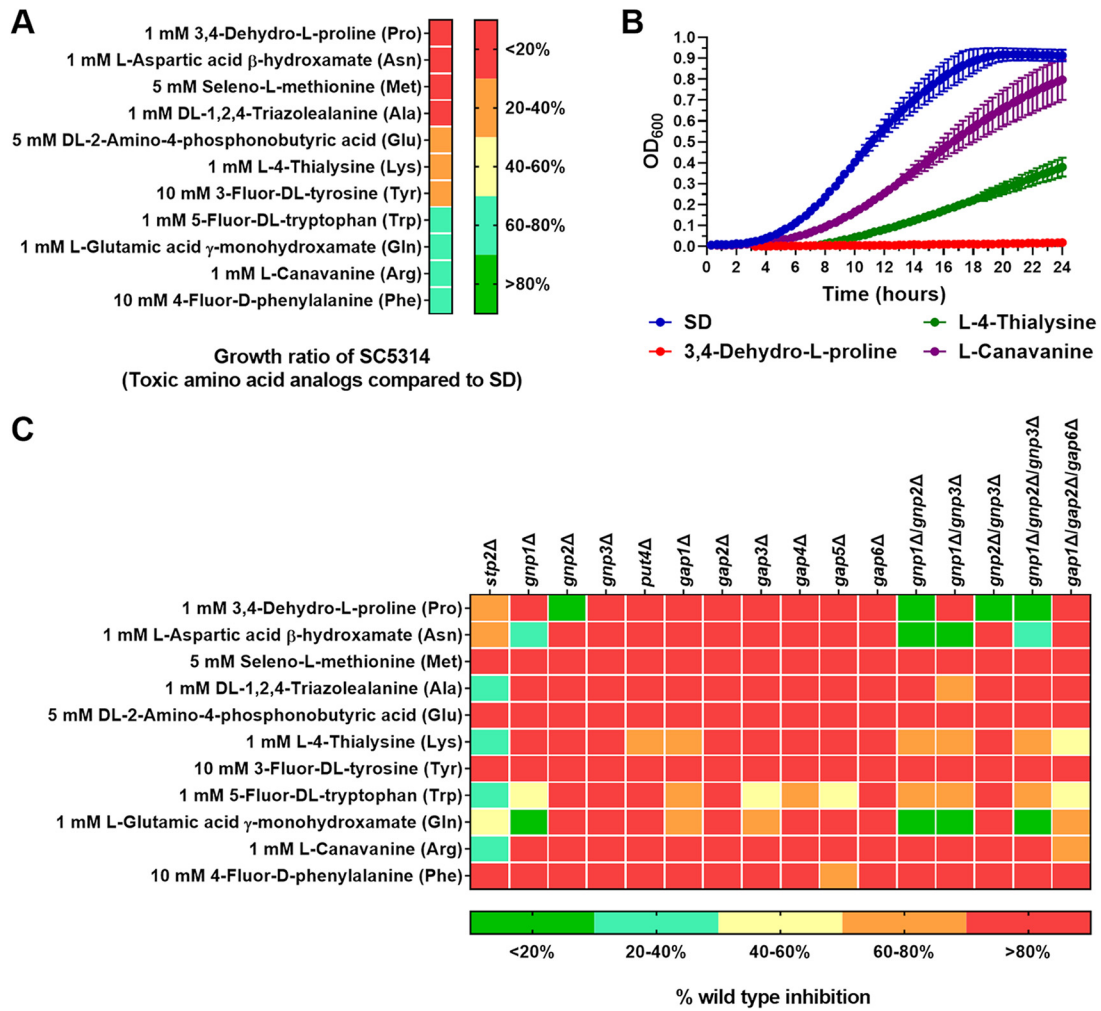 A
1 mM 3,4-Dehydro-L-proline (Pro)
1 mM L-Aspartic acid β-hydroxamate (Asn)
5 mM Seleno-L-methionine (Met)
1 mM DL-1,2,4-Triazolealanine (Ala)
5 mM DL-2-Amino-4-phosphonobutyric acid (Glu)
1 mM L-4-Thialysine (Lys)
10 mM 3-Fluor-DL-tyrosine (Tyr)
1 mM 5-Fluor-DL-tryptophan (Trp)
1 mM L-Glutamic acid γ-monohydroxamate (Gln)
1 mM L-Canavanine (Arg)
10 mM 4-Fluor-D-phenylalanine (Phe)
<20%
20-40%
40-60%
60-80%
>80%
Growth ratio of SC5314
(Toxic amino acid analogs compared to SD)
B
1.0
0.9
0.8
0.7
0.6
0.5
0.4
0.3
0.2
0.1
0.0
OD600
0 2 4 6 8 10 12 14 16 18 20 22 24
Time (hours)
SD
3,4-Dehydro-L-proline
L-4-Thialysine
L-Canavanine
C
stp2Δ
gnp1Δ
gnp2Δ
gnp3Δ
put4Δ
gap1Δ
gap2Δ
gap3Δ
gap4Δ
gap5Δ
gap6Δ
gnp1Δ/gnp2Δ
gnp1Δ/gnp3Δ
gnp2Δ/gnp3Δ
gnp1Δ/gnp2Δ/gnp3Δ
gap1Δ/gap2Δ/gap6Δ
1 mM 3,4-Dehydro-L-proline (Pro)
1 mM L-Aspartic acid β-hydroxamate (Asn)
5 mM Seleno-L-methionine (Met)
1 mM DL-1,2,4-Triazolealanine (Ala)
5 mM DL-2-Amino-4-phosphonobutyric acid (Glu)
1 mM L-4-Thialysine (Lys)
10 mM 3-Fluor-DL-tyrosine (Tyr)
1 mM 5-Fluor-DL-tryptophan (Trp)
1 mM L-Glutamic acid γ-monohydroxamate (Gln)
1 mM L-Canavanine (Arg)
10 mM 4-Fluor-D-phenylalanine (Phe)
<20% 20-40% 40-60% 60-80% >80%
% wild type inhibition